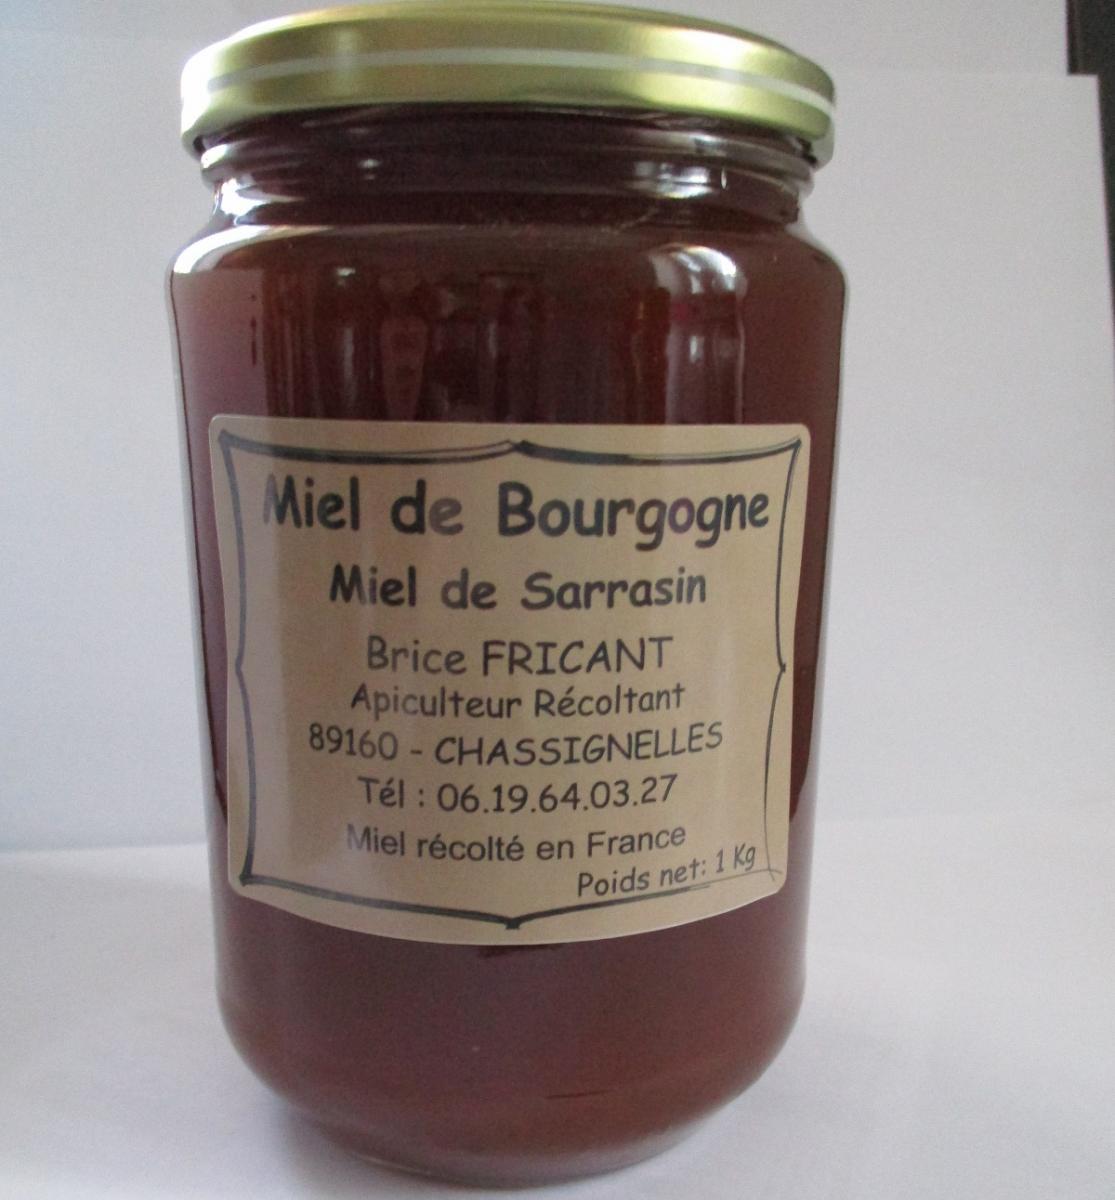 Miel de Bourgogne
Miel de Sarrasin
Brice FRICANT
Apiculteur Récoltant
89160 - CHASSIGNELLES
Tél : 06.19.64.03.27
Miel récolté en France
Poids net: 1 Kg